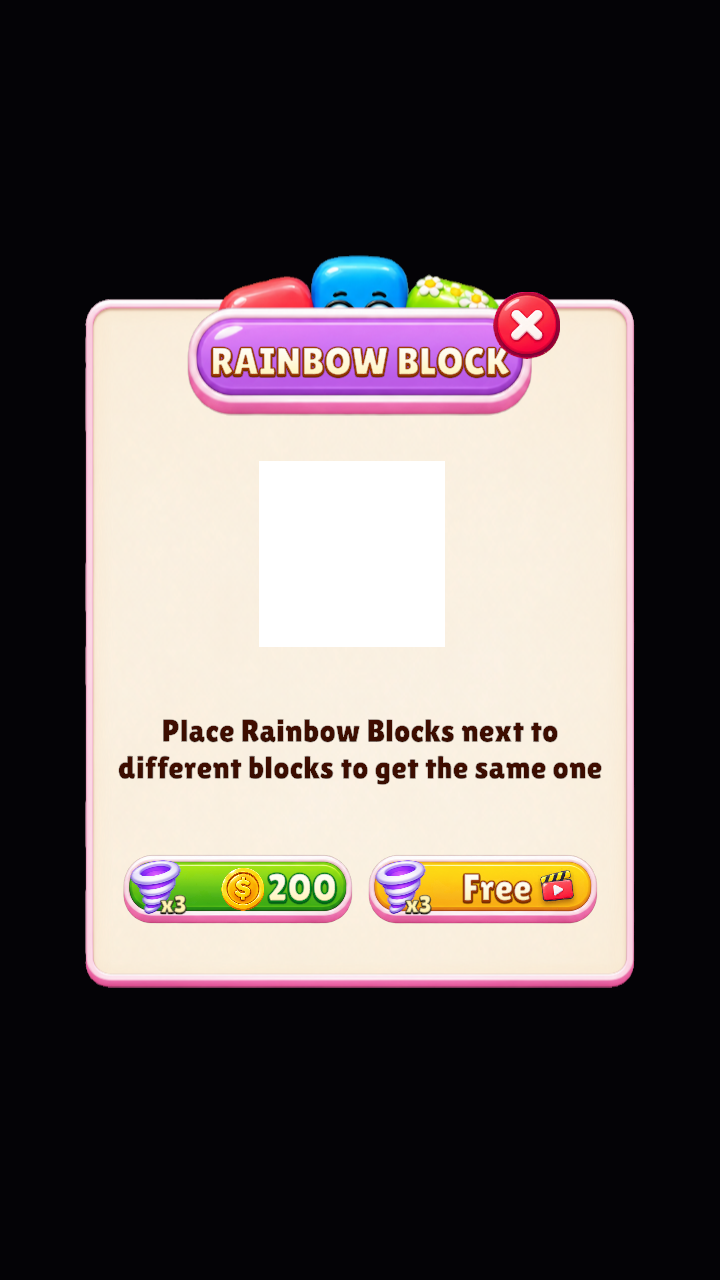 RAINBOW BLOCK
Place Rainbow Blocks next to
different blocks to get the same one
x3 $ 200
x3 Free